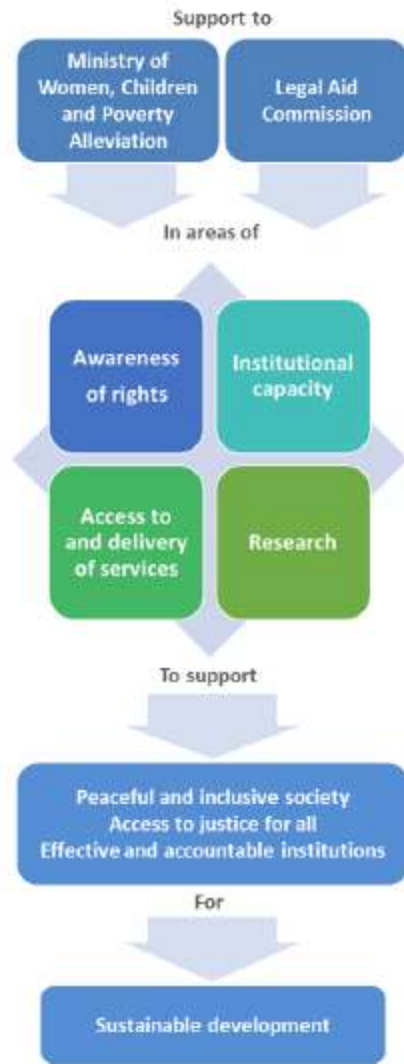 Support to
Ministry of
Women, Children
and Poverty
Alleviation
Legal Aid
Commission
In areas of
Awareness
of rights
Institutional
capacity
Access to
and delivery
of services
Research
To support
Peaceful and inclusive society
Access to justice for all
Effective and accountable institutions
For
Sustainable development